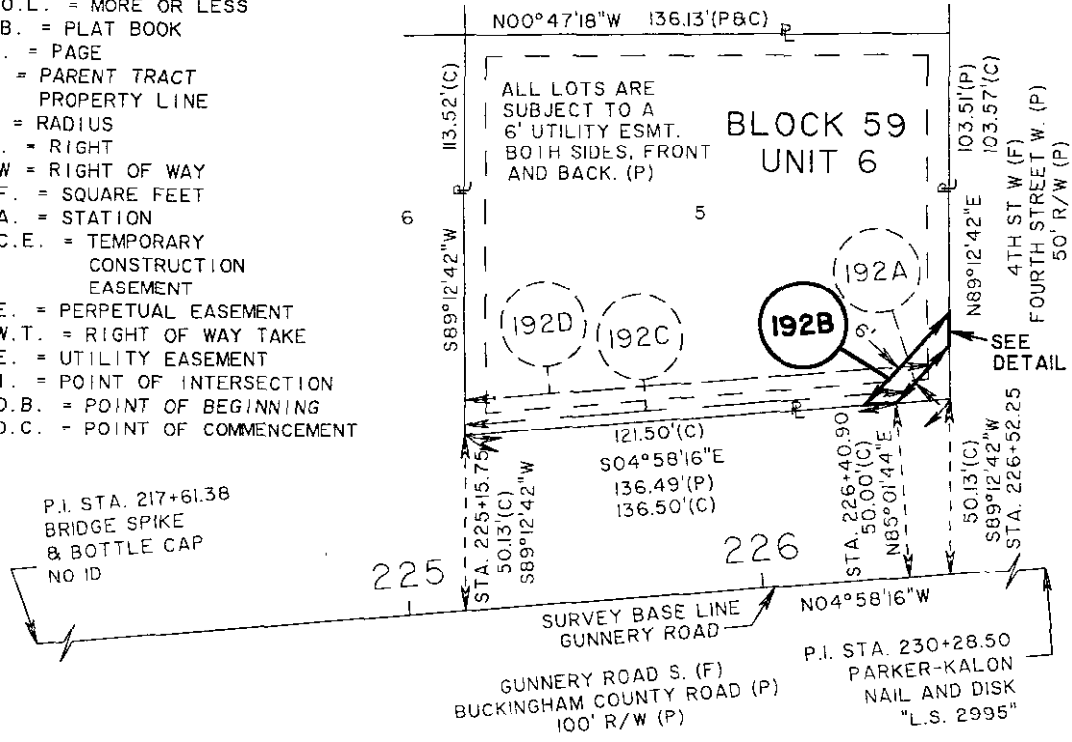 O.L. = MORE OR LESS
B. = PLAT BOOK
. = PAGE
= PARENT TRACT
PROPERTY LINE
= RADIUS
. = RIGHT
W = RIGHT OF WAY
F. = SQUARE FEET
A. = STATION
C.E. = TEMPORARY
CONSTRUCTION
EASEMENT
E. = PERPETUAL EASEMENT
W.T. = RIGHT OF WAY TAKE
E. = UTILITY EASEMENT
I. = POINT OF INTERSECTION
O.B. = POINT OF BEGINNING
O.C. = POINT OF COMMENCEMENT
N00°47'18"W 136.13'(P&C)
113.52'(C)
S89°12'42"W
6
ALL LOTS ARE
SUBJECT TO A
6' UTILITY ESMT.
BOTH SIDES, FRONT
AND BACK. (P)
BLOCK 59
UNIT 6
5
103.51'(P)
103.57'(C)
N89°12'42"E
4TH ST W (F)
FOURTH STREET W. (P)
50' R/W (P)
192D
192C
192B
192A
6'
SEE
DETAIL
121.50'(C)
S04°58'16"E
136.49'(P)
136.50'(C)
STA. 225+15.75
50.13'(C)
S89°12'42"W
STA. 226+40.90
50.00'(C)
N85°01'44"E
50.13'(C)
S89°12'42"W
STA. 226+52.25
P.I. STA. 217+61.38
BRIDGE SPIKE
& BOTTLE CAP
NO ID
225
226
SURVEY BASE LINE
GUNNERY ROAD
N04°58'16"W
GUNNERY ROAD S. (F)
BUCKINGHAM COUNTY ROAD (P)
100' R/W (P)
P.I. STA. 230+28.50
PARKER-KALON
NAIL AND DISK
"L.S. 2995"